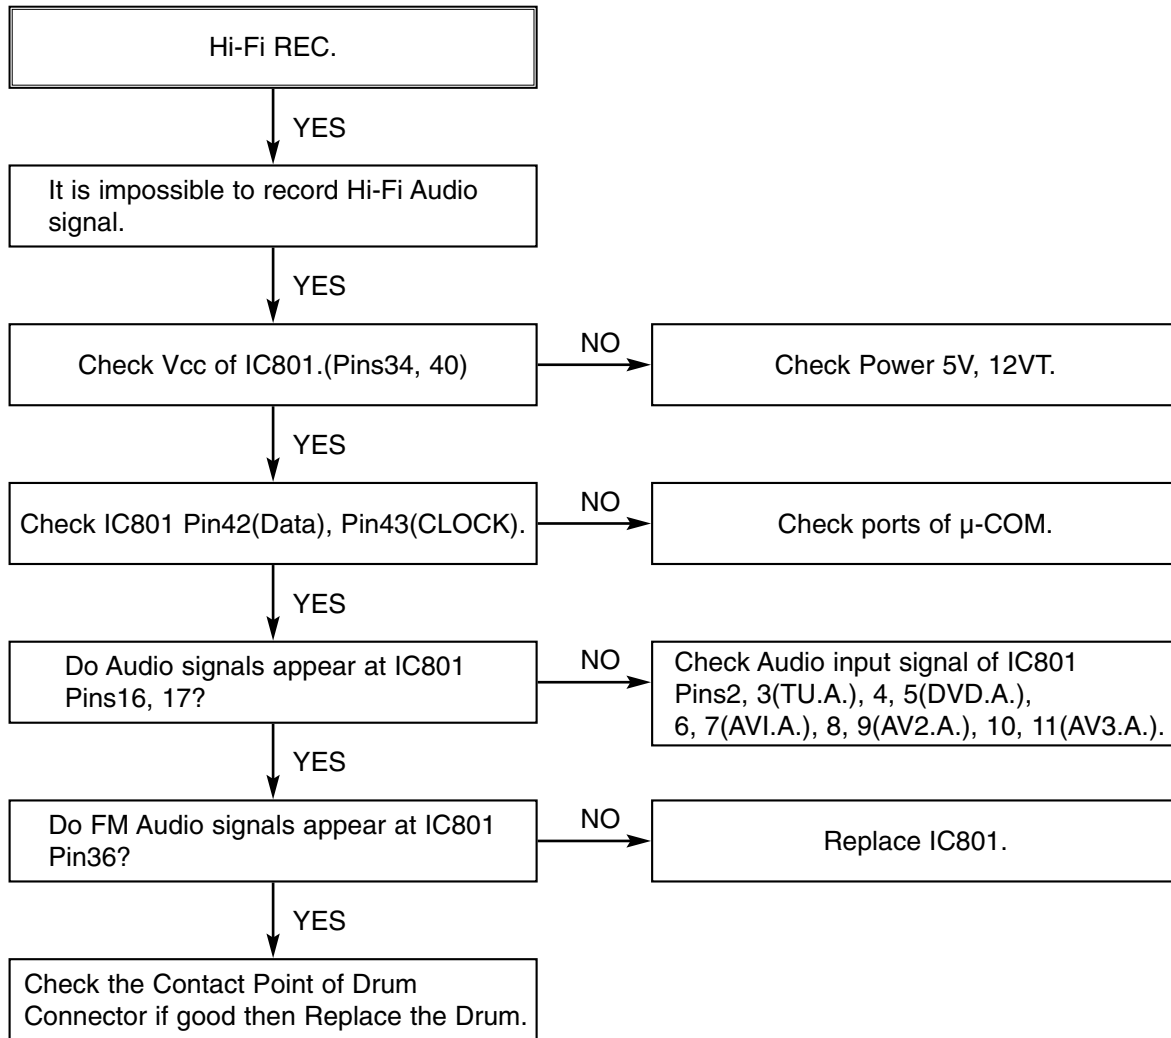 Hi-Fi REC.
YES
It is impossible to record Hi-Fi Audio
signal.
YES
Check Vcc of IC801.(Pins34, 40)
NO
Check Power 5V, 12VT.
YES
Check IC801 Pin42(Data), Pin43(CLOCK).
NO
Check ports of µ-COM.
YES
Do Audio signals appear at IC801
Pins16, 17?
NO
Check Audio input signal of IC801
Pins2, 3(TU.A.), 4, 5(DVD.A.),
6, 7(AVI.A.), 8, 9(AV2.A.), 10, 11(AV3.A.).
YES
Do FM Audio signals appear at IC801
Pin36?
NO
Replace IC801.
YES
Check the Contact Point of Drum
Connector if good then Replace the Drum.